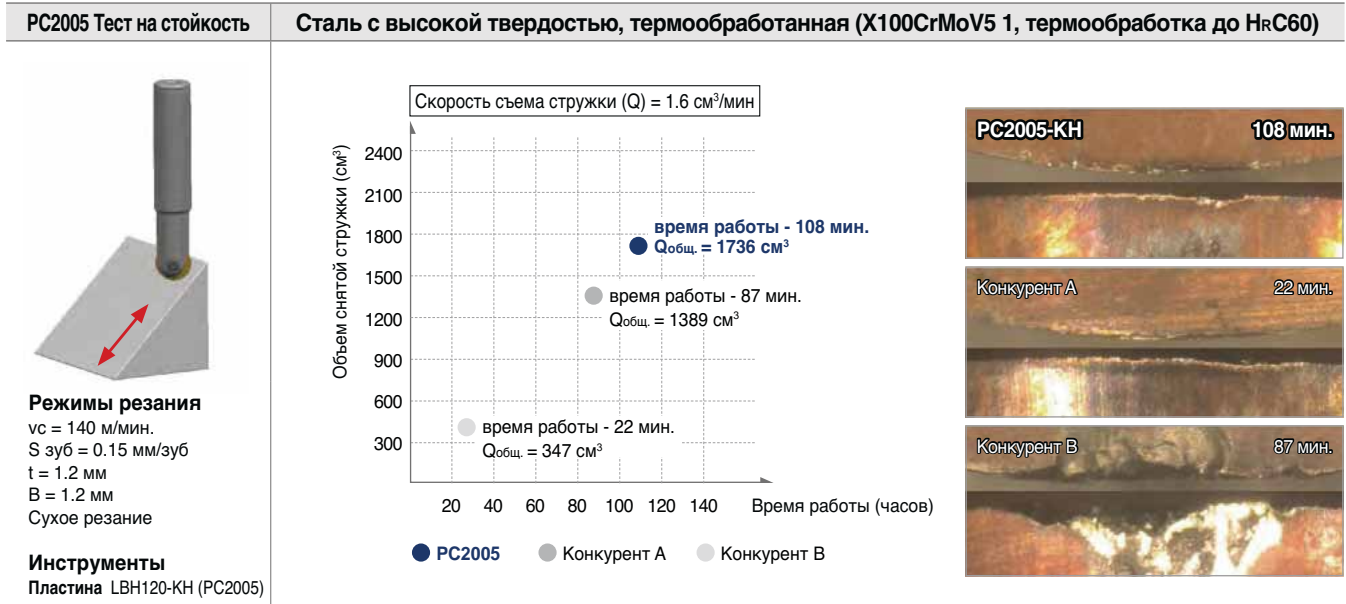 PC2005 Тест на стойкость
Сталь с высокой твердостью, термообработанная (X100CrMoV5 1, термообработка до HRC60)
Режимы резания
vc = 140 м/мин.
S зуб = 0.15 мм/зуб
t = 1.2 мм
B = 1.2 мм
Сухое резание
Инструменты
Пластина LBH120-KH (PC2005)
Скорость съема стружки (Q) = 1.6 см³/мин
Объем снятой стружки (см³)
2400
2100
1800
1500
1200
900
600
300
время работы - 108 мин.
Qобщ. = 1736 см³
время работы - 87 мин.
Qобщ. = 1389 см³
время работы - 22 мин.
Qобщ. = 347 см³
20 40 60 80 100 120 140 Время работы (часов)
PC2005 Конкурент A Конкурент B
PC2005-KH 108 мин.
Конкурент A 22 мин.
Конкурент B 87 мин.